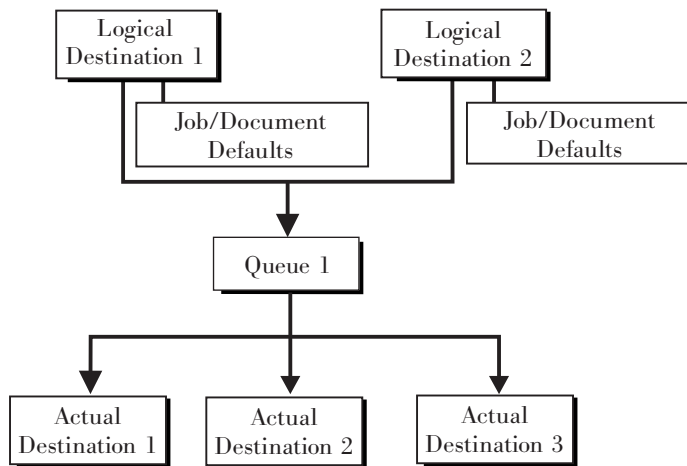 Logical
Destination 1
Logical
Destination 2
Job/Document
Defaults
Job/Document
Defaults
Queue 1
Actual
Destination 1
Actual
Destination 2
Actual
Destination 3